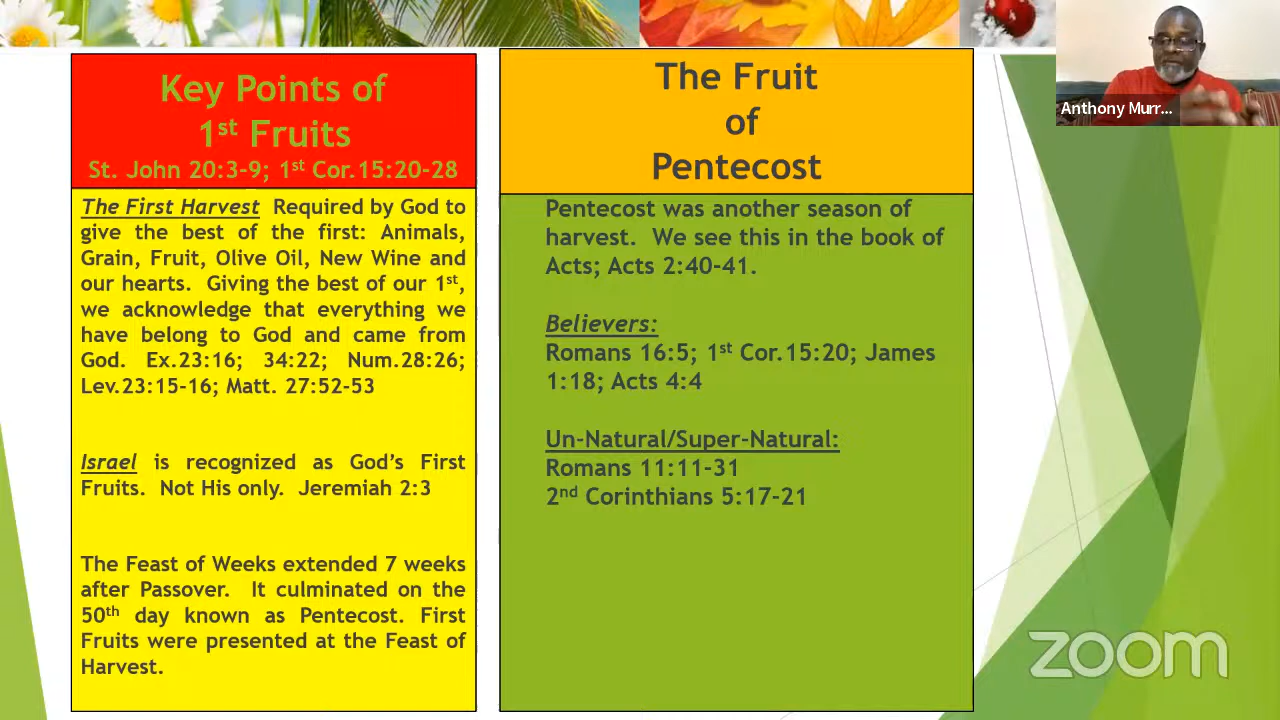 Key Points of
1st Fruits
St. John 20:3-9; 1st Cor.15:20-28
The First Harvest Required by God to
give the best of the first: Animals,
Grain, Fruit, Olive Oil, New Wine and
our hearts. Giving the best of our 1st,
we acknowledge that everything we
have belong to God and came from
God. Ex.23:16; 34:22; Num.28:26;
Lev.23:15-16; Matt. 27:52-53
Israel is recognized as God's First
Fruits. Not His only. Jeremiah 2:3
The Feast of Weeks extended 7 weeks
after Passover. It culminated on the
50th day known as Pentecost. First
Fruits were presented at the Feast of
Harvest.
The Fruit
of
Pentecost
Pentecost was another season of
harvest. We see this in the book of
Acts; Acts 2:40-41.
Believers:
Romans 16:5; 1st Cor.15:20; James
1:18; Acts 4:4
Un-Natural/Super-Natural:
Romans 11:11-31
2nd Corinthians 5:17-21
Anthony Murr...
zoom